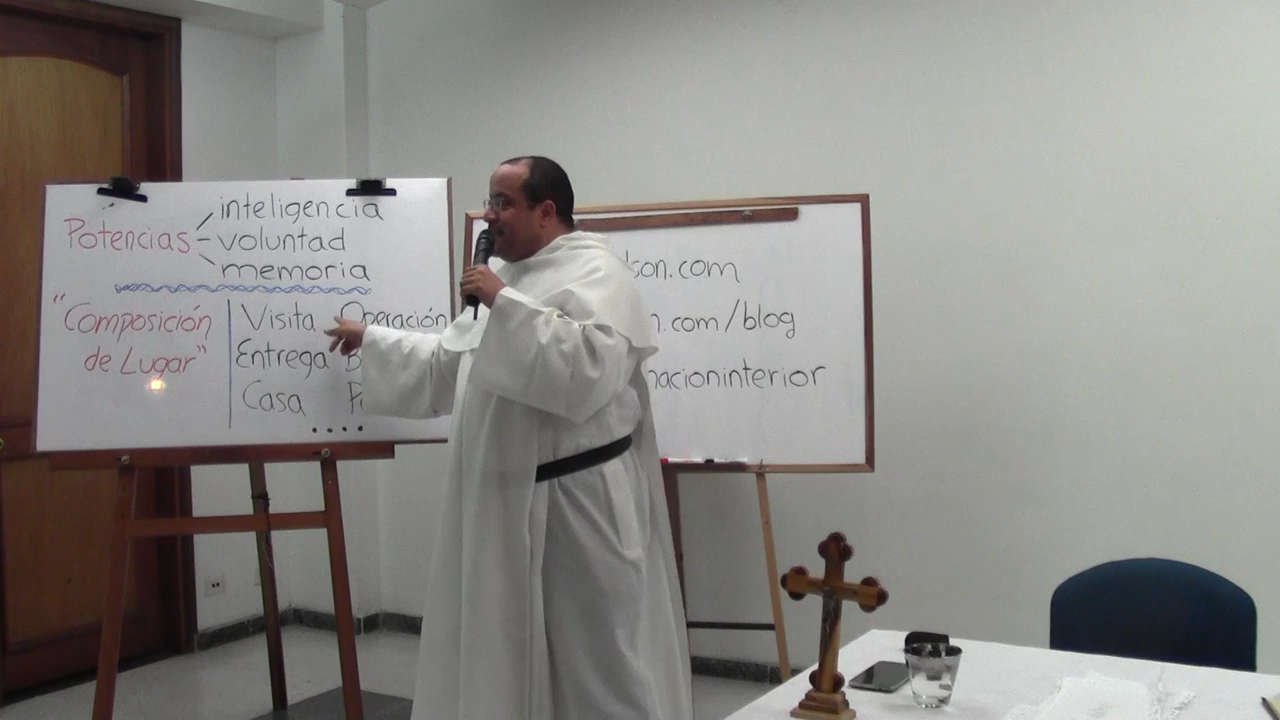 inteligencia
Potencias voluntad
memoria
"Composición de Lugar"
Visita Operación
Entrega
Casa
....
son.com
n.com/blog
nacioninterior